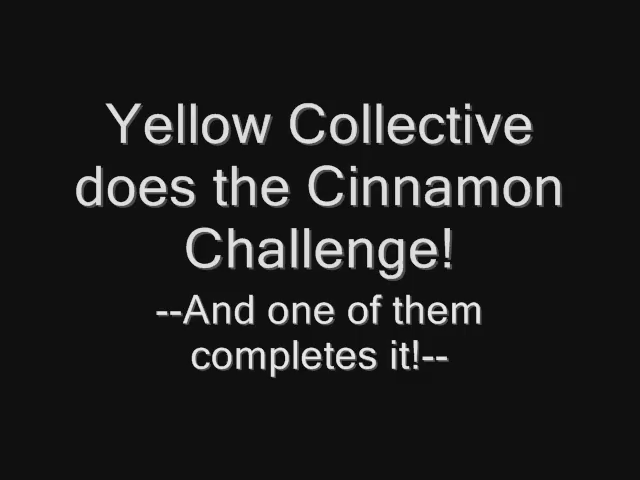 Yellow Collective
does the Cinnamon
Challenge!
--And one of them
completes it!--